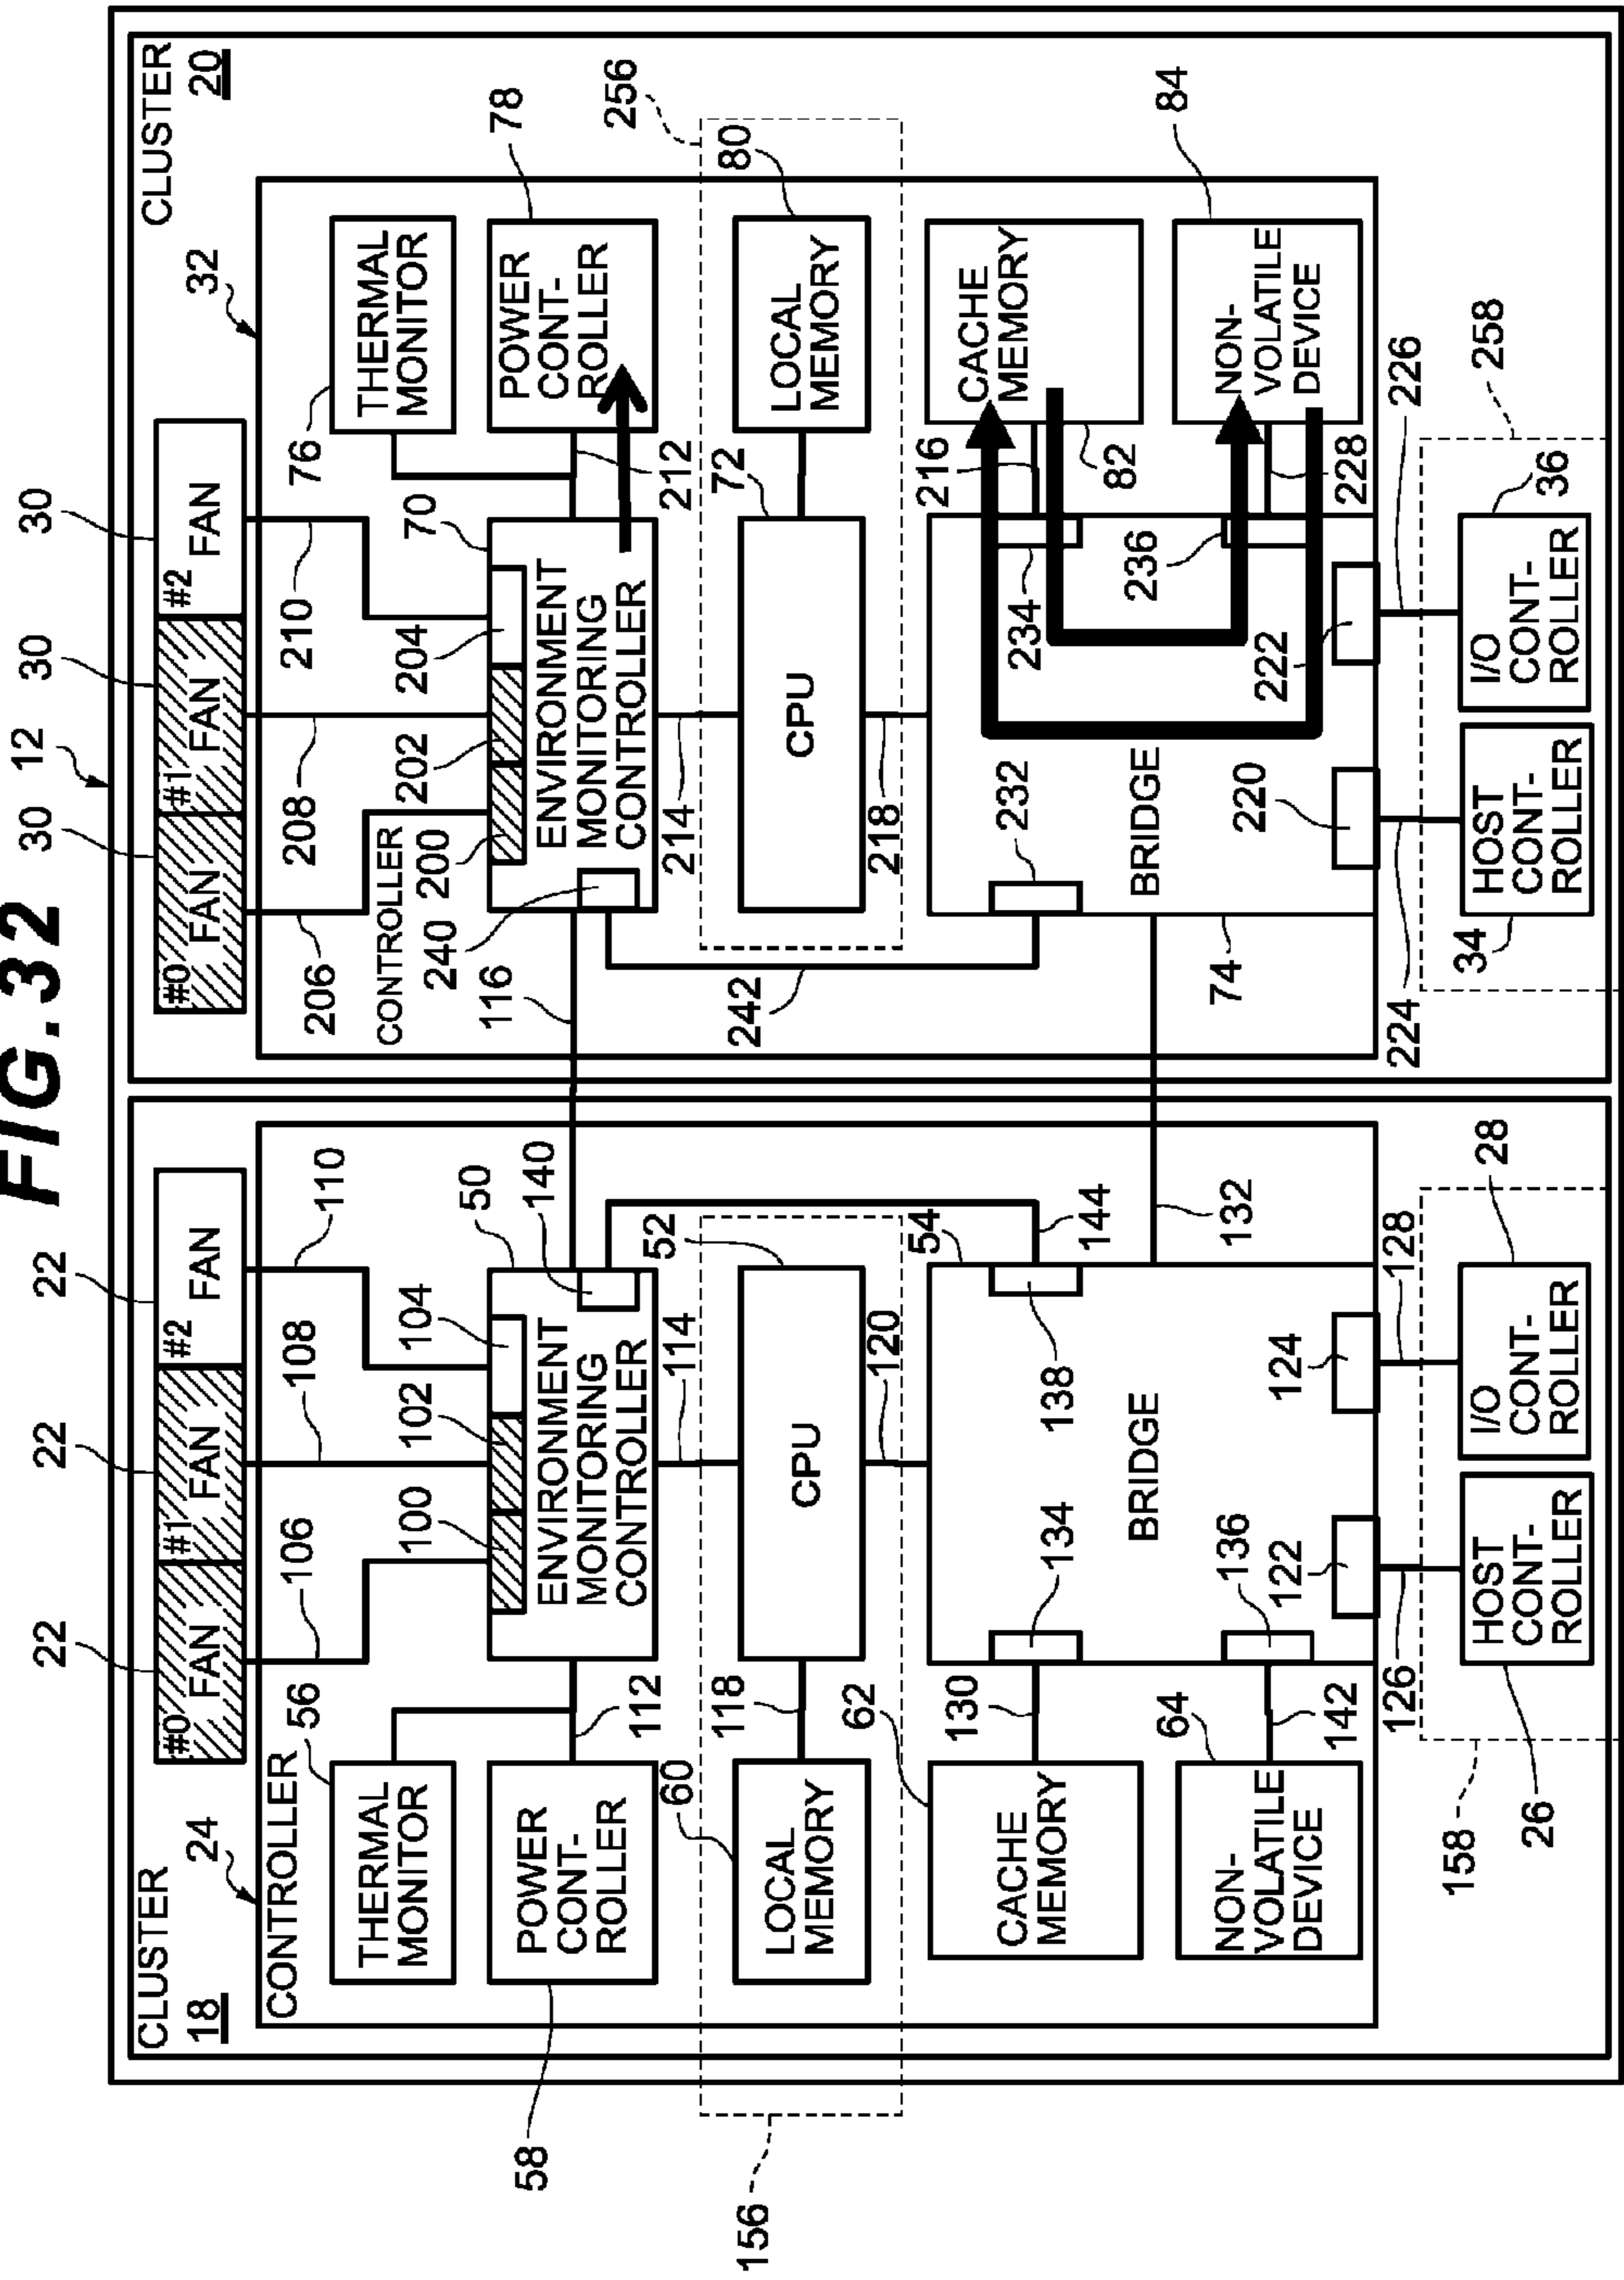 FIG.32
12
22
22
22
30
30
30
CLUSTER
18
24
CONTROLLER
#0
FAN
#1
FAN
#2
FAN
106
108
110
56
THERMAL
MONITOR
100
102
104
50
58
POWER
CONT-
ROLLER
112
ENVIRONMENT
MONITORING
CONTROLLER
140
114
156
60
LOCAL
MEMORY
118
CPU
52
120
62
CACHE
MEMORY
130
134
BRIDGE
138
54
144
64
NON-
VOLATILE
DEVICE
142
136
122
124
132
126
128
158
HOST
CONT-
ROLLER
26
I/O
CONT-
ROLLER
28
CLUSTER
20
32
CONTROLLER
#0
FAN
#1
FAN
#2
FAN
206
208
210
76
THERMAL
MONITOR
200
202
204
70
116
240
ENVIRONMENT
MONITORING
CONTROLLER
212
POWER
CONT-
ROLLER
78
214
256
CPU
72
LOCAL
MEMORY
80
218
242
232
BRIDGE
234
216
CACHE
MEMORY
82
236
228
NON-
VOLATILE
DEVICE
84
74
220
222
224
226
258
HOST
CONT-
ROLLER
34
I/O
CONT-
ROLLER
36